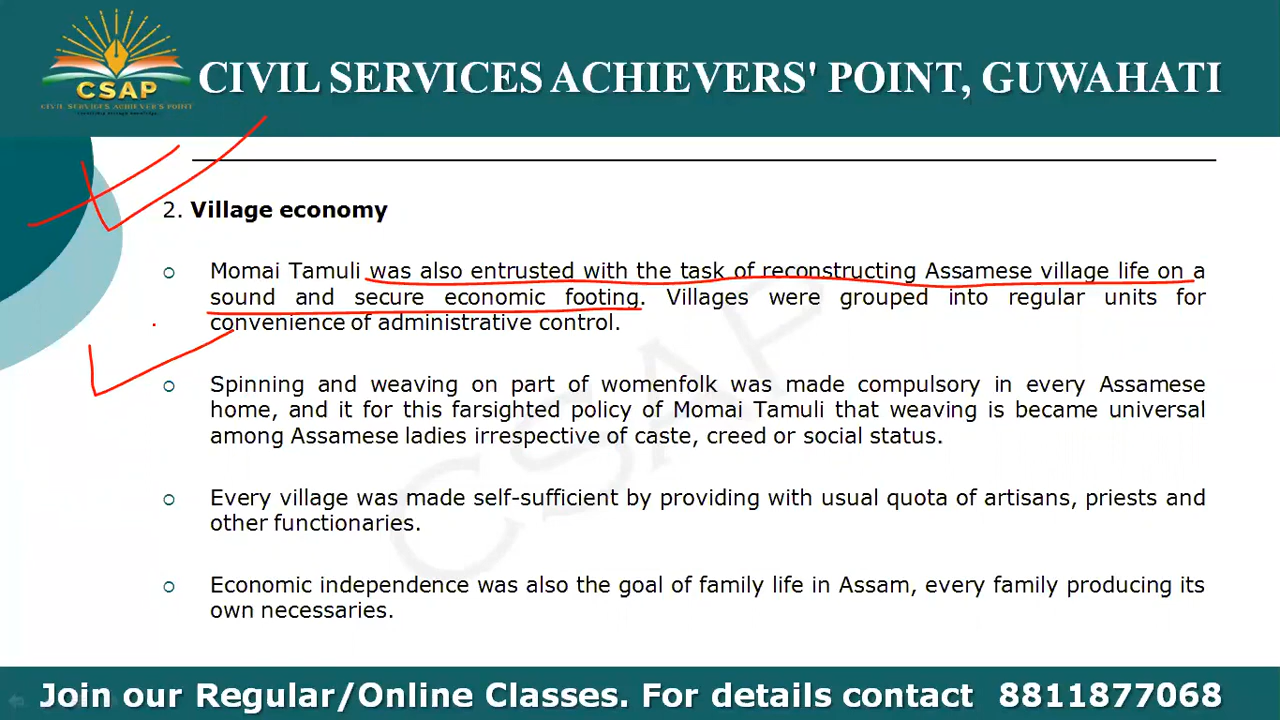 CSAP
CIVIL SERVICES ACHIEVER'S POINT
CIVIL SERVICES ACHIEVERS' POINT, GUWAHATI
2. Village economy
Momai Tamuli was also entrusted with the task of reconstructing Assamese village life on a
sound and secure economic footing. Villages were grouped into regular units for
convenience of administrative control.
Spinning and weaving on part of womenfolk was made compulsory in every Assamese
home, and it for this farsighted policy of Momai Tamuli that weaving is became universal
among Assamese ladies irrespective of caste, creed or social status.
Every village was made self-sufficient by providing with usual quota of artisans, priests and
other functionaries.
Economic independence was also the goal of family life in Assam, every family producing its
own necessaries.
CSAP
Join our Regular/Online Classes. For details contact 8811877068